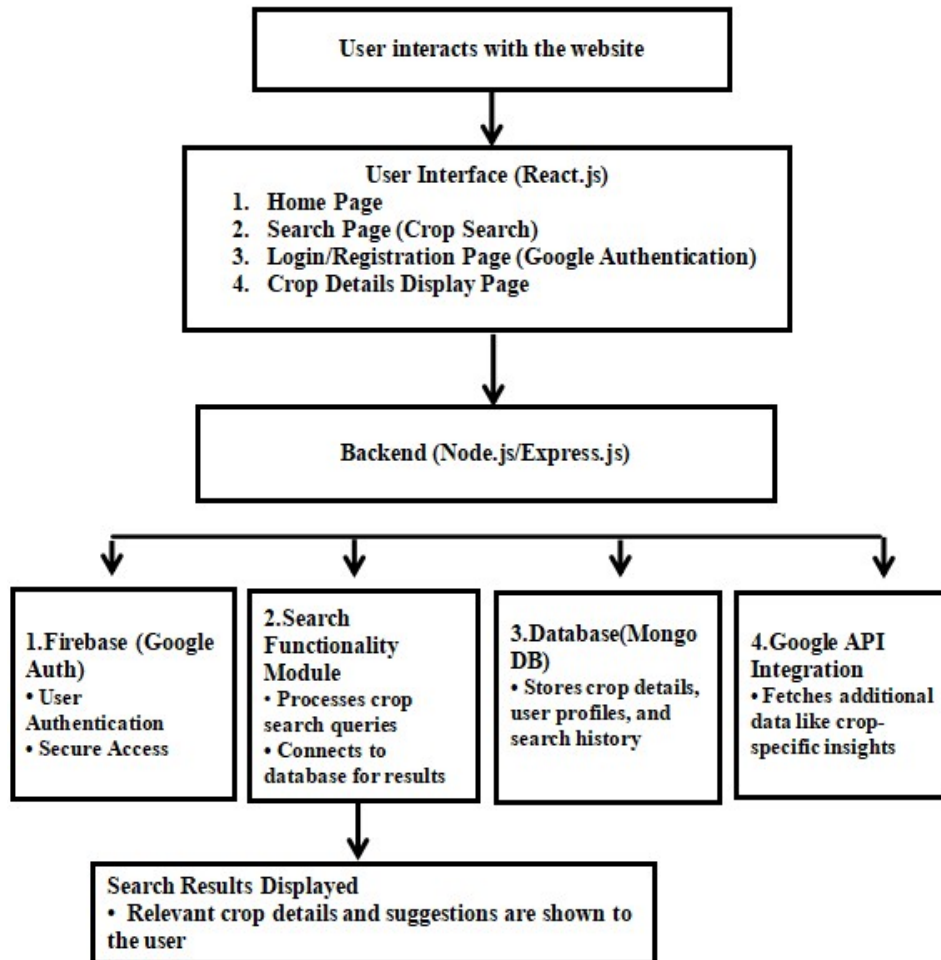 User interacts with the website
User Interface (React.js)
1. Home Page
2. Search Page (Crop Search)
3. Login/Registration Page (Google Authentication)
4. Crop Details Display Page
Backend (Node.js/Express.js)
1.Firebase (Google
Auth)
• User
Authentication
• Secure Access
2.Search
Functionality
Module
• Processes crop
search queries
• Connects to
database for results
3.Database(Mongo
DB)
• Stores crop details,
user profiles, and
search history
4.Google API
Integration
• Fetches additional
data like crop-
specific insights
Search Results Displayed
• Relevant crop details and suggestions are shown to
the user